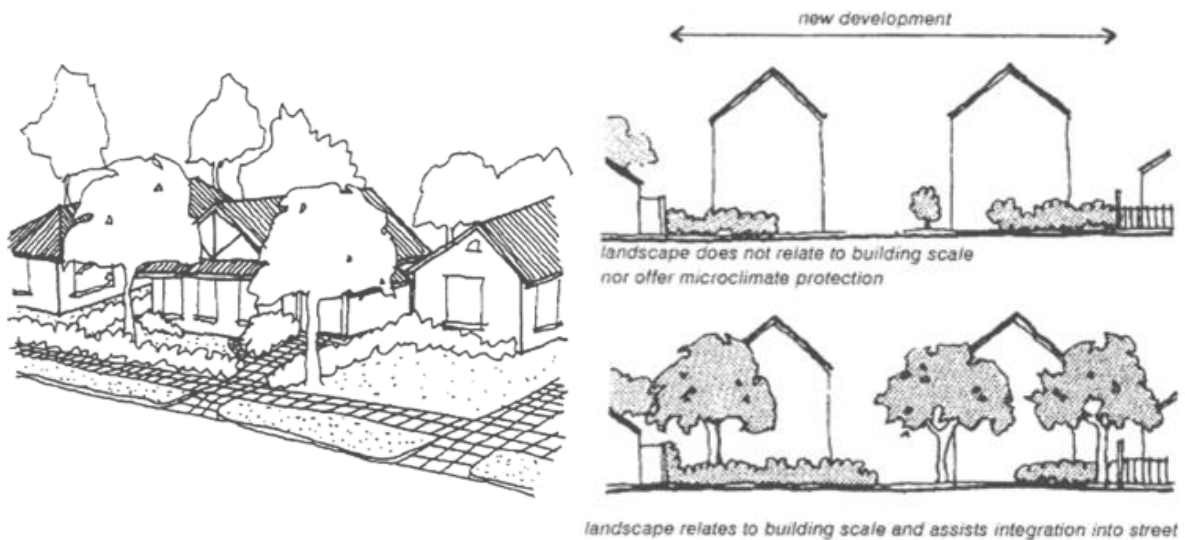 new development
landscape does not relate to building scale
nor offer microclimate protection
landscape relates to building scale and assists integration into street